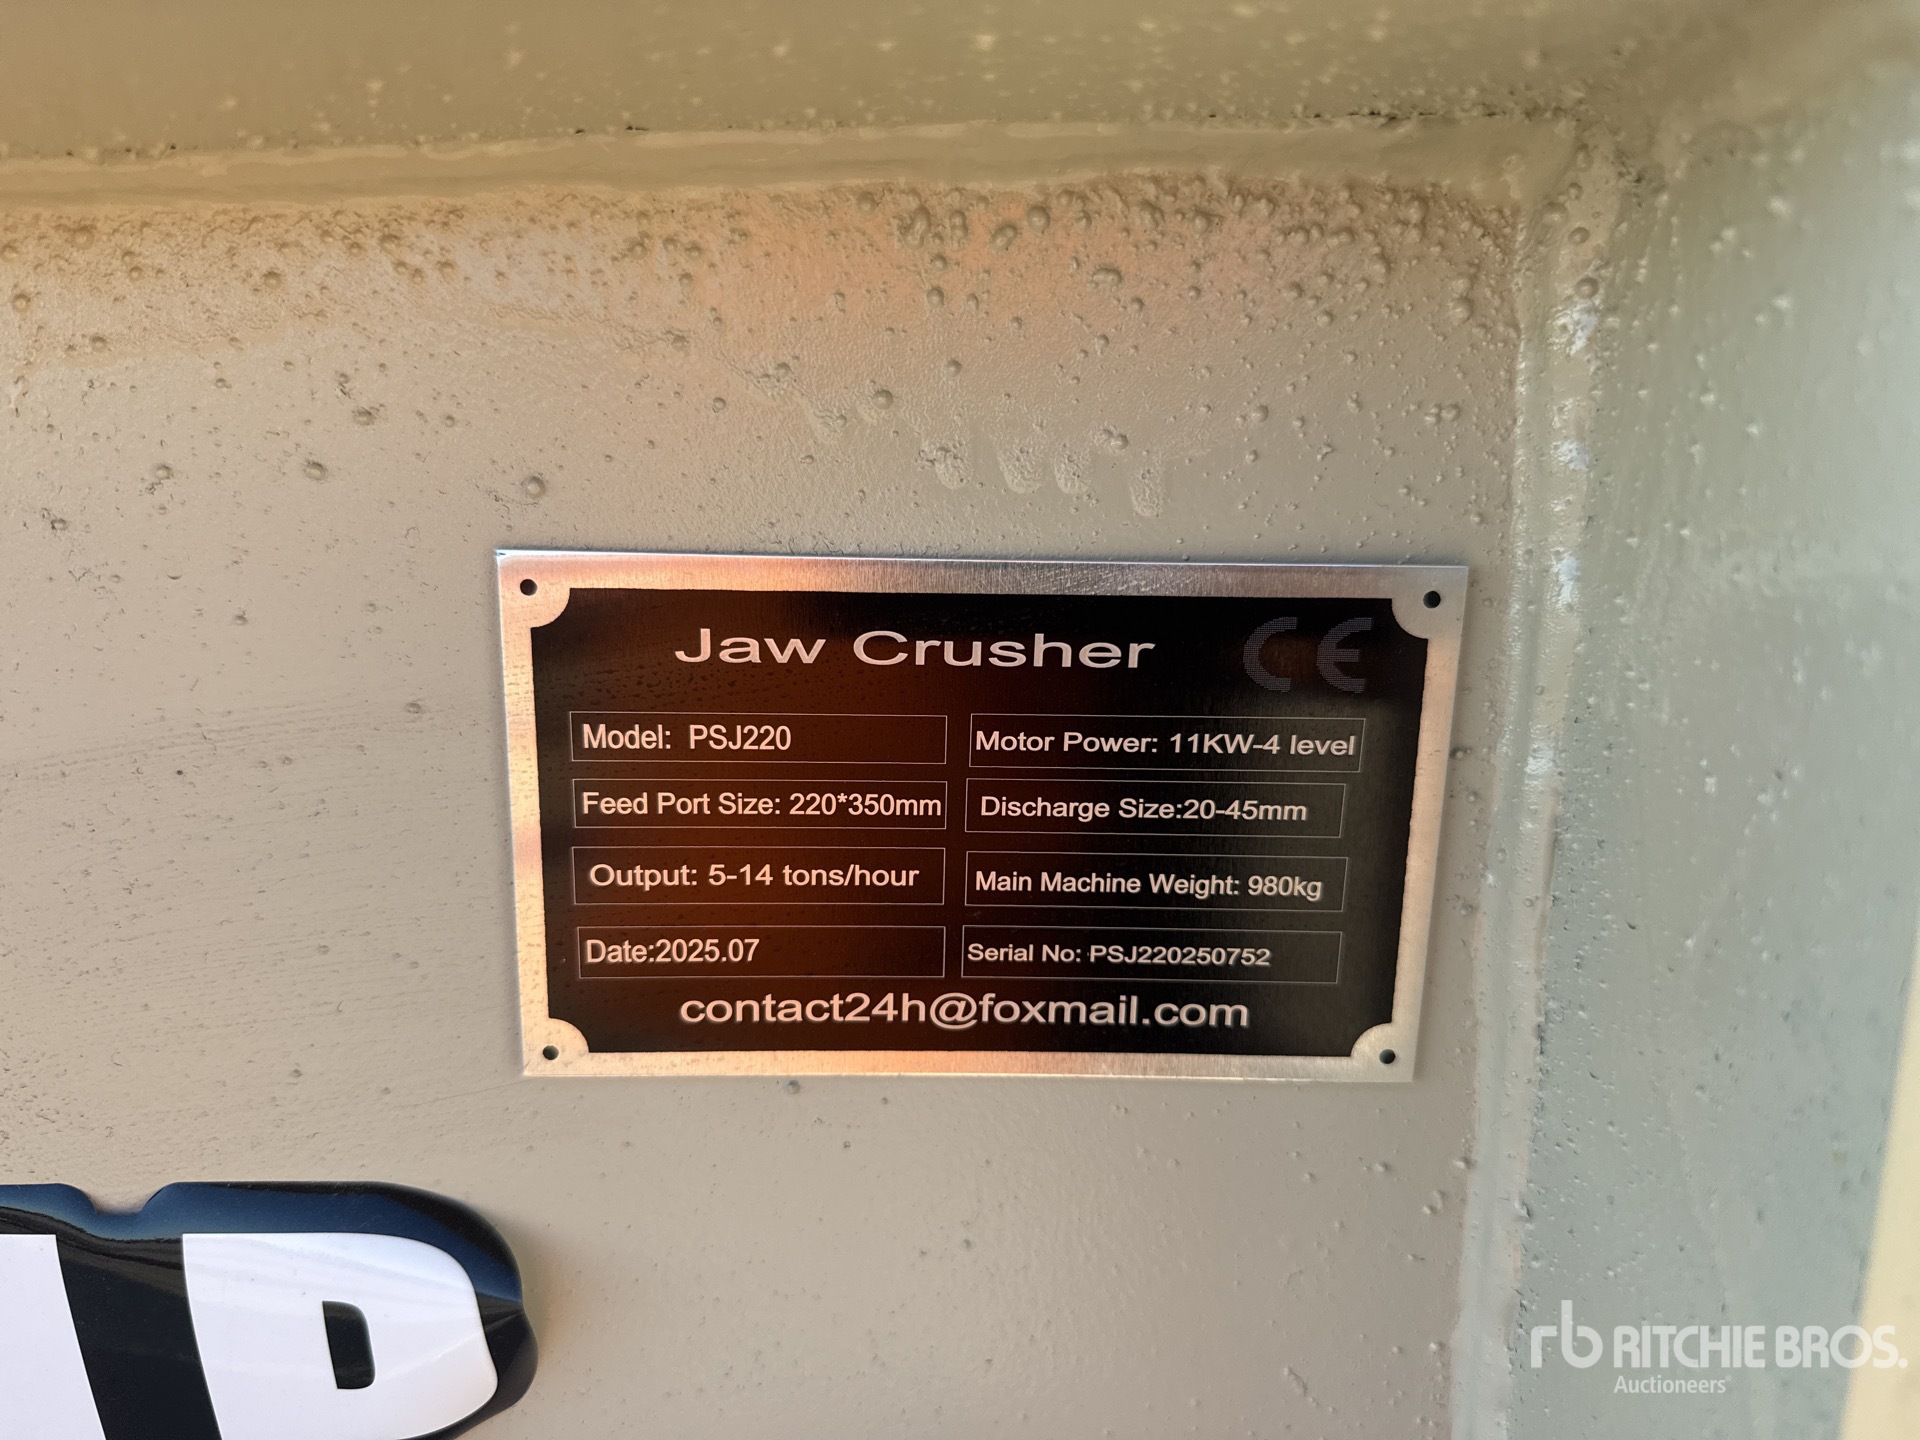 Jaw Crusher CE
Model: PSJ220
Motor Power: 11KW-4 level
Feed Port Size: 220*350mm
Discharge Size:20-45mm
Output: 5-14 tons/hour
Main Machine Weight: 980kg
Date:2025.07
Serial No: PSJ220250752
contact24h@foxmail.com
P
rb RITCHIE BROS.
Auctioneers